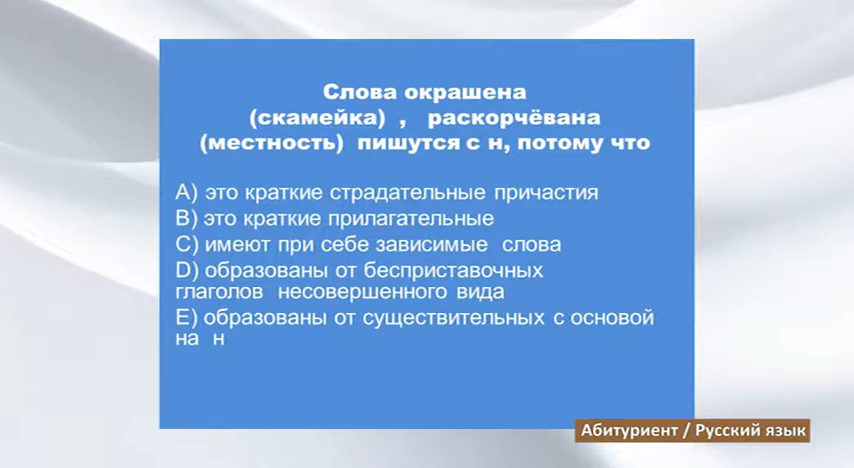 Слова окрашена
(скамейка) , раскорчёвана
(местность) пишутся с н, потому что
A) это краткие страдательные причастия
B) это краткие прилагательные
C) имеют при себе зависимые слова
D) образованы от бесприставочных
глаголов несовершенного вида
E) образованы от существительных с основой
на н
Абитуриент / Русский язык